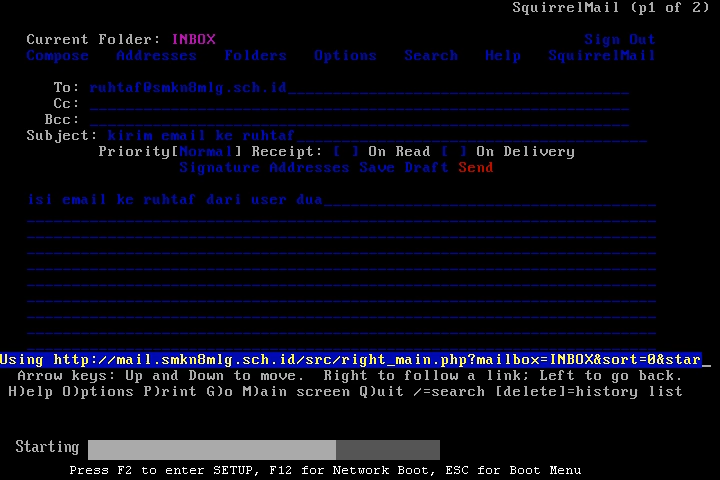 SquirrelMail (p1 of 2)
Current Folder: INBOX Sign Out
Compose Addresses Folders Options Search Help SquirrelMail
To: ruhtaf@smkn8mlg.sch.id
Cc:
Bcc:
Subject: kirim email ke ruhtaf
Priority[Normal] Receipt: [ ] On Read [ ] On Delivery
Signature Addresses Save Draft Send
isi email ke ruhtaf dari user dua
Using http://mail.smkn8mlg.sch.id/src/right_main.php?mailbox=INBOX&sort=0&star
Arrow keys: Up and Down to move. Right to follow a link; Left to go back.
H)elp O)ptions P)rint G)o M)ain screen Q)uit /=search [delete]=history list
Starting
Press F2 to enter SETUP, F12 for Network Boot, ESC for Boot Menu